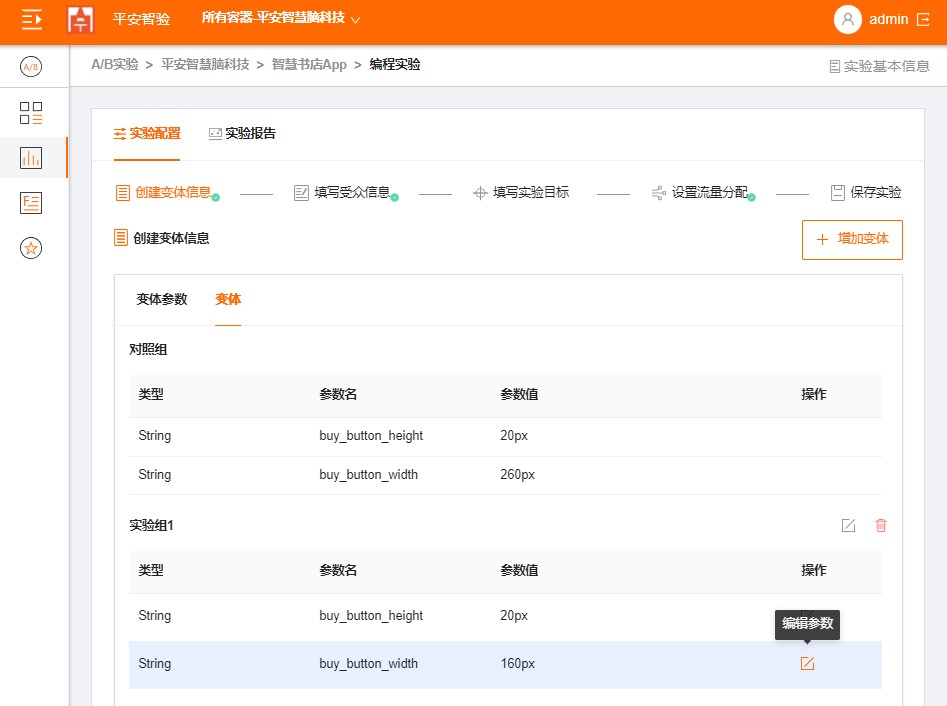 平安智验 所有容器-平安智慧脑科技 admin
A/B
A/B实验 > 平安智慧脑科技 > 智慧书店App > 编程实验 实验基本信息
实验配置 实验报告
创建变体信息 填写受众信息 填写实验目标 设置流量分配 保存实验
创建变体信息 + 增加变体
变体参数 变体
对照组
类型 参数名 参数值 操作
String buy_button_height 20px
String buy_button_width 260px
实验组1
类型 参数名 参数值 操作
String buy_button_height 20px
编辑参数
String buy_button_width 160px